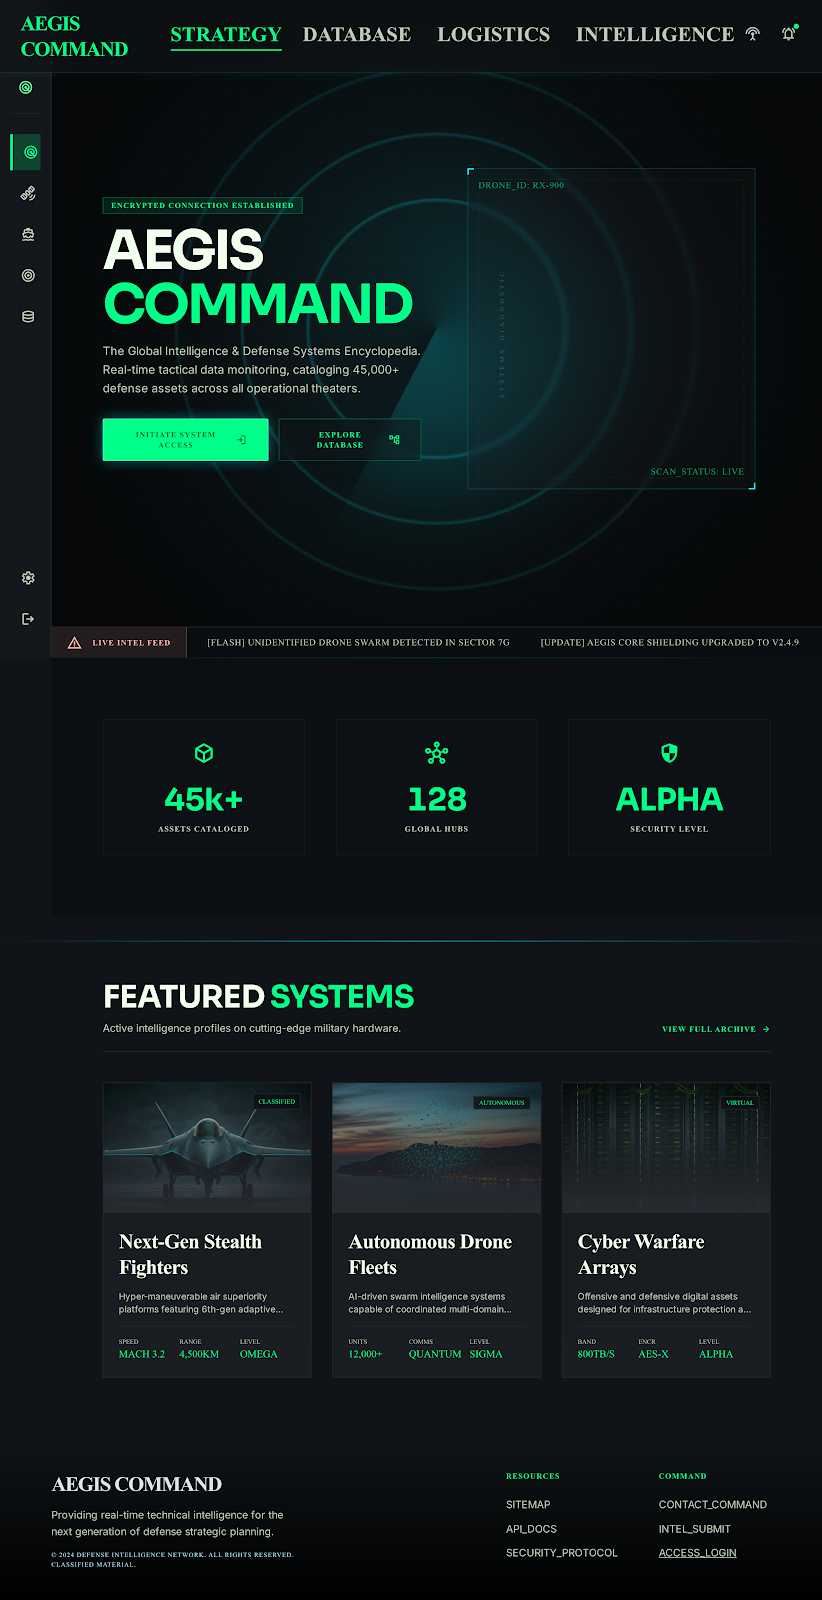 AEGIS
COMMAND
STRATEGY
DATABASE
LOGISTICS
INTELLIGENCE
ENCRYPTED CONNECTION ESTABLISHED
AEGIS
COMMAND
The Global Intelligence & Defense Systems Encyclopedia.
Real-time tactical data monitoring, cataloging 45,000+
defense assets across all operational theaters.
INITIATE SYSTEM
ACCESS
EXPLORE
DATABASE
DRONE_ID: RX-900
SYSTEMS_DIAGNOSTIC
SCAN_STATUS: LIVE
LIVE INTEL FEED
[FLASH] UNIDENTIFIED DRONE SWARM DETECTED IN SECTOR 7G
[UPDATE] AEGIS CORE SHIELDING UPGRADED TO V2.4.9
45k+
ASSETS CATALOGED
128
GLOBAL HUBS
ALPHA
SECURITY LEVEL
FEATURED SYSTEMS
Active intelligence profiles on cutting-edge military hardware.
VIEW FULL ARCHIVE
CLASSIFIED
Next-Gen Stealth
Fighters
Hyper-maneuverable air superiority
platforms featuring 6th-gen adaptive...
SPEED
MACH 3.2
RANGE
4,500KM
LEVEL
OMEGA
AUTONOMOUS
Autonomous Drone
Fleets
AI-driven swarm intelligence systems
capable of coordinated multi-domain...
UNITS
12,000+
COMMS
QUANTUM
LEVEL
SIGMA
VIRTUAL
Cyber Warfare
Arrays
Offensive and defensive digital assets
designed for infrastructure protection a...
BAND
800TB/S
ENCR
AES-X
LEVEL
ALPHA
AEGIS COMMAND
Providing real-time technical intelligence for the
next generation of defense strategic planning.
© 2024 DEFENSE INTELLIGENCE NETWORK. ALL RIGHTS RESERVED.
CLASSIFIED MATERIAL.
RESOURCES
SITEMAP
API_DOCS
SECURITY_PROTOCOL
COMMAND
CONTACT_COMMAND
INTEL_SUBMIT
ACCESS_LOGIN